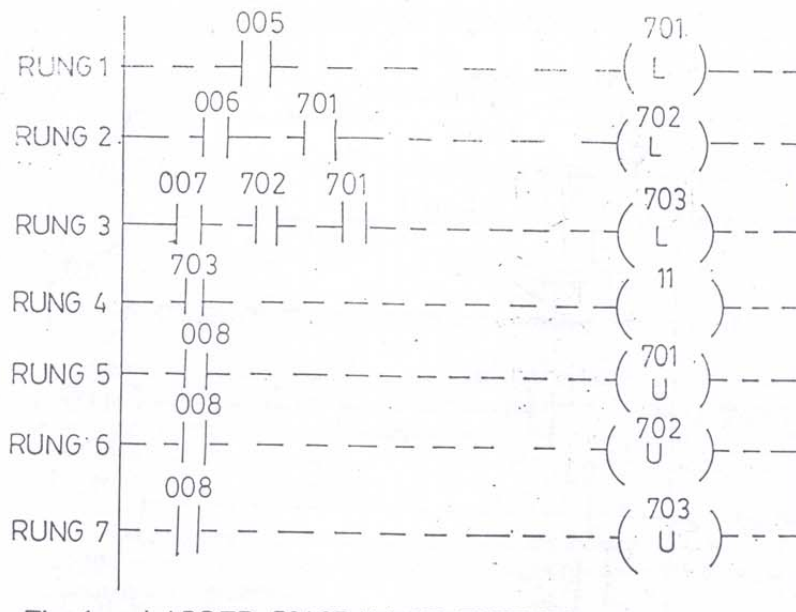 005 701
RUNG 1 L
006 701 702
RUNG 2 L
007 702 701 703
RUNG 3 L
703 11
RUNG 4
008 701
RUNG 5 U
008 702
RUNG 6 U
008 703
RUNG 7 U